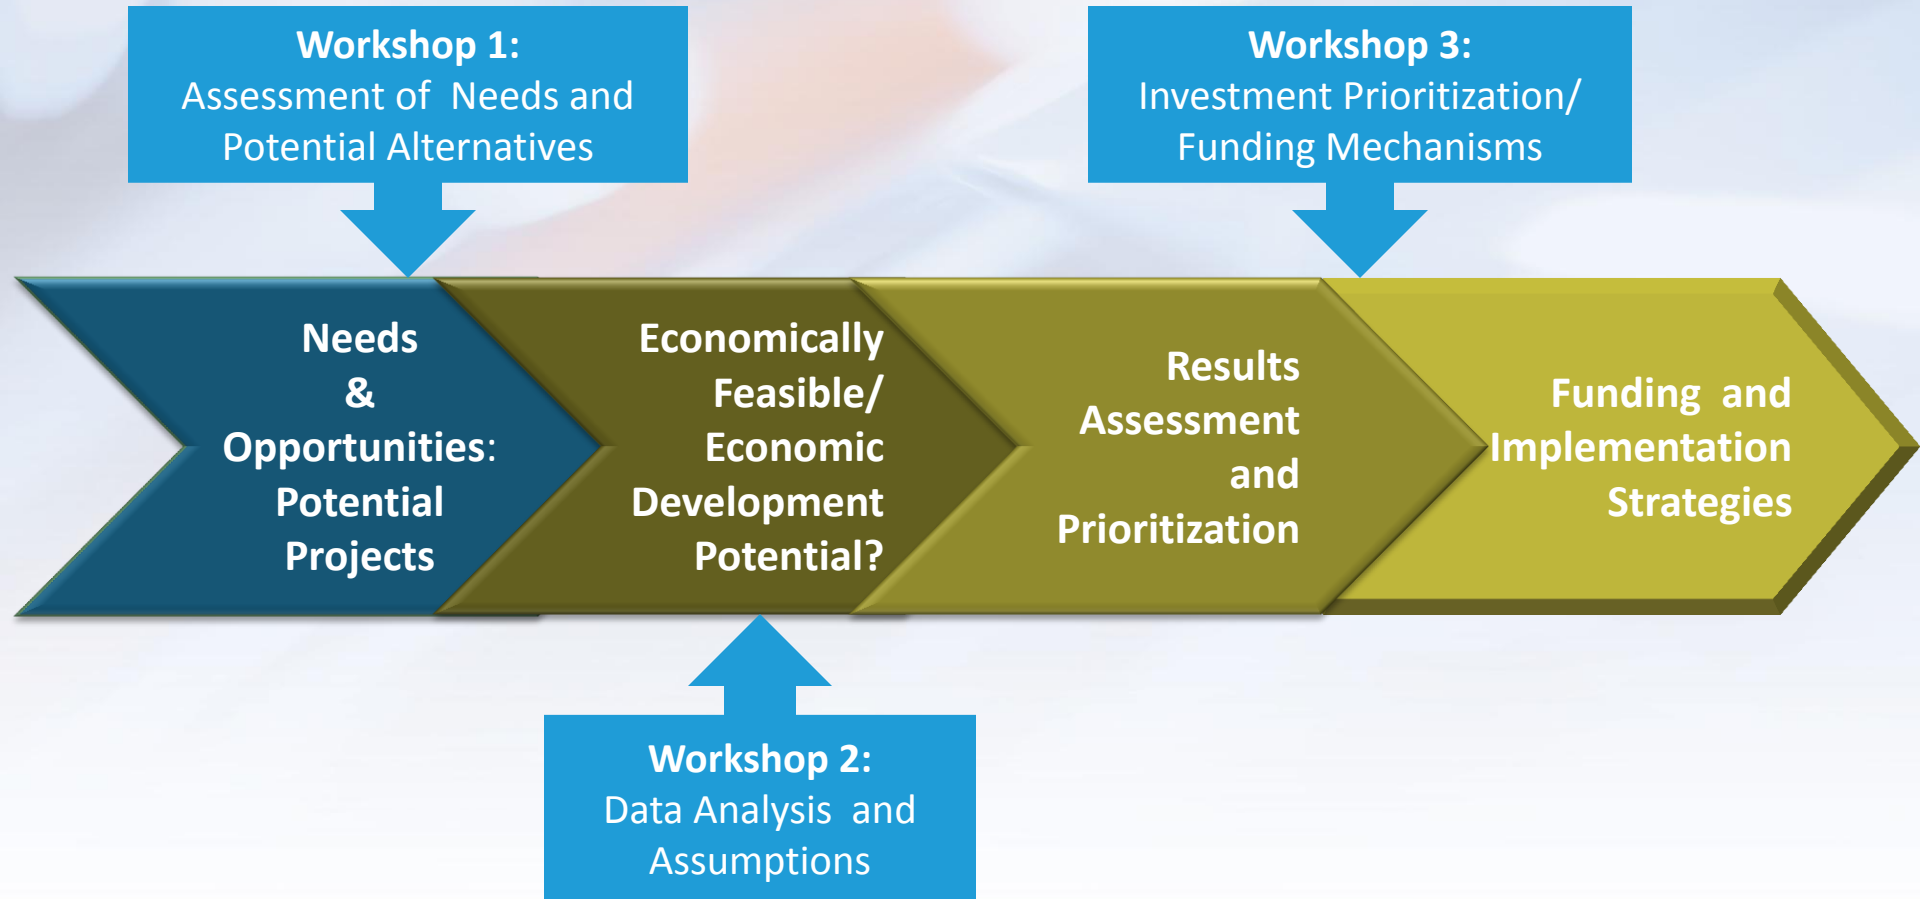 Workshop 1:
Assessment of  Needs and
Potential Alternatives
Workshop 3:
Investment Prioritization/
Funding Mechanisms
Needs
&
Opportunities:
Potential
Projects
Economically
Feasible/
Economic
Development
Potential?
Results
Assessment
and
Prioritization
Funding  and
Implementation
Strategies
Workshop 2:
Data Analysis  and
Assumptions